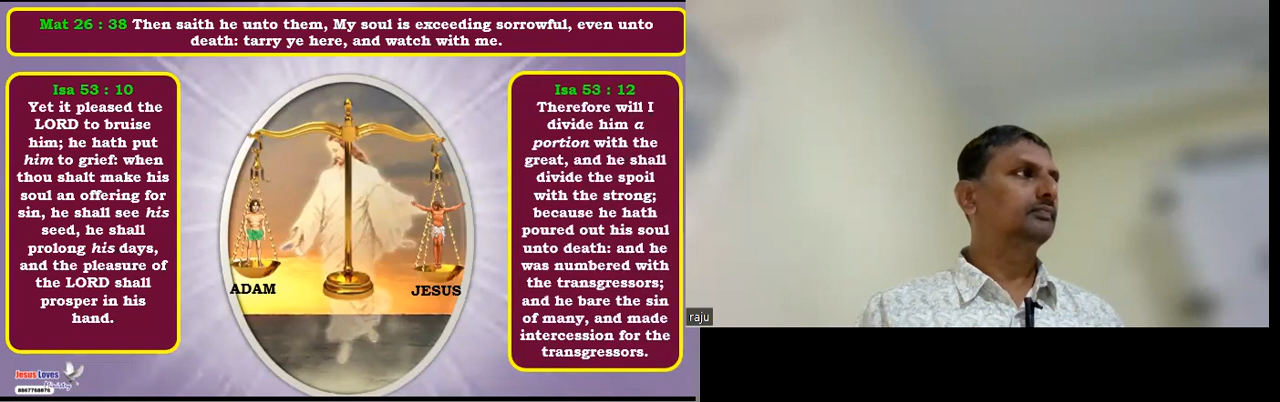 Mat 26 : 38 Then saith he unto them, My soul is exceeding sorrowful, even unto
death: tarry ye here, and watch with me.
Isa 53 : 10
Yet it pleased the
LORD to bruise
him; he hath put
him to grief: when
thou shalt make his
soul an offering for
sin, he shall see his
seed, he shall
prolong his days,
and the pleasure of
the LORD shall
prosper in his
hand.
ADAM
JESUS
Isa 53 : 12
Therefore will I
divide him a
portion with the
great, and he shall
divide the spoil
with the strong;
because he hath
poured out his soul
unto death: and he
was numbered with
the transgressors;
and he bare the sin
of many, and made
intercession for the
transgressors.
Jesus Loves
Ministry
8867768876
raju